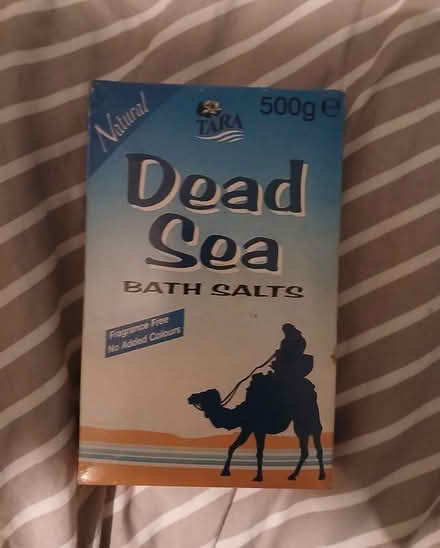 Natural
TARA
500g ℮
Dead
Sea
BATH SALTS
Fragrance Free
No Added Colours